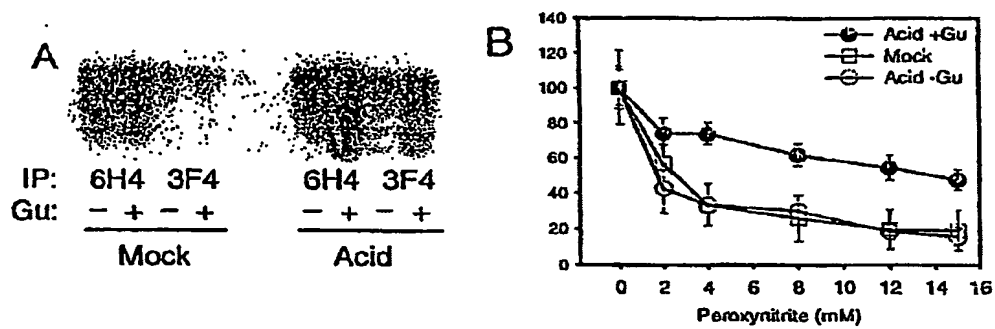 A
IP: 6H4 3F4 6H4 3F4
Gu: − + − + − + − +
Mock Acid
B
140
120
100
80
60
40
20
0
Acid +Gu
Mock
Acid -Gu
0 2 4 6 8 10 12 14 16
Peroxynitrite (mM)